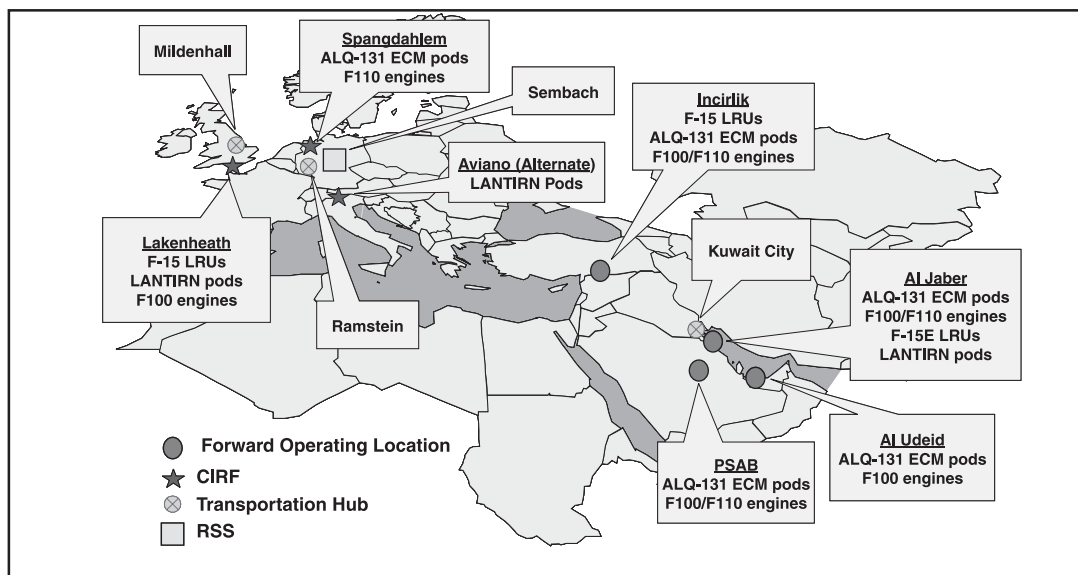 Mildenhall
Spangdahlem
ALQ-131 ECM pods
F110 engines
Sembach
Incirlik
F-15 LRUs
ALQ-131 ECM pods
F100/F110 engines
Aviano (Alternate)
LANTIRN Pods
Kuwait City
Lakenheath
F-15 LRUs
LANTIRN pods
F100 engines
Ramstein
Al Jaber
ALQ-131 ECM pods
F100/F110 engines
F-15E LRUs
LANTIRN pods
PSAB
ALQ-131 ECM pods
F100/F110 engines
Al Udeid
ALQ-131 ECM pods
F100 engines
Forward Operating Location
CIRF
Transportation Hub
RSS